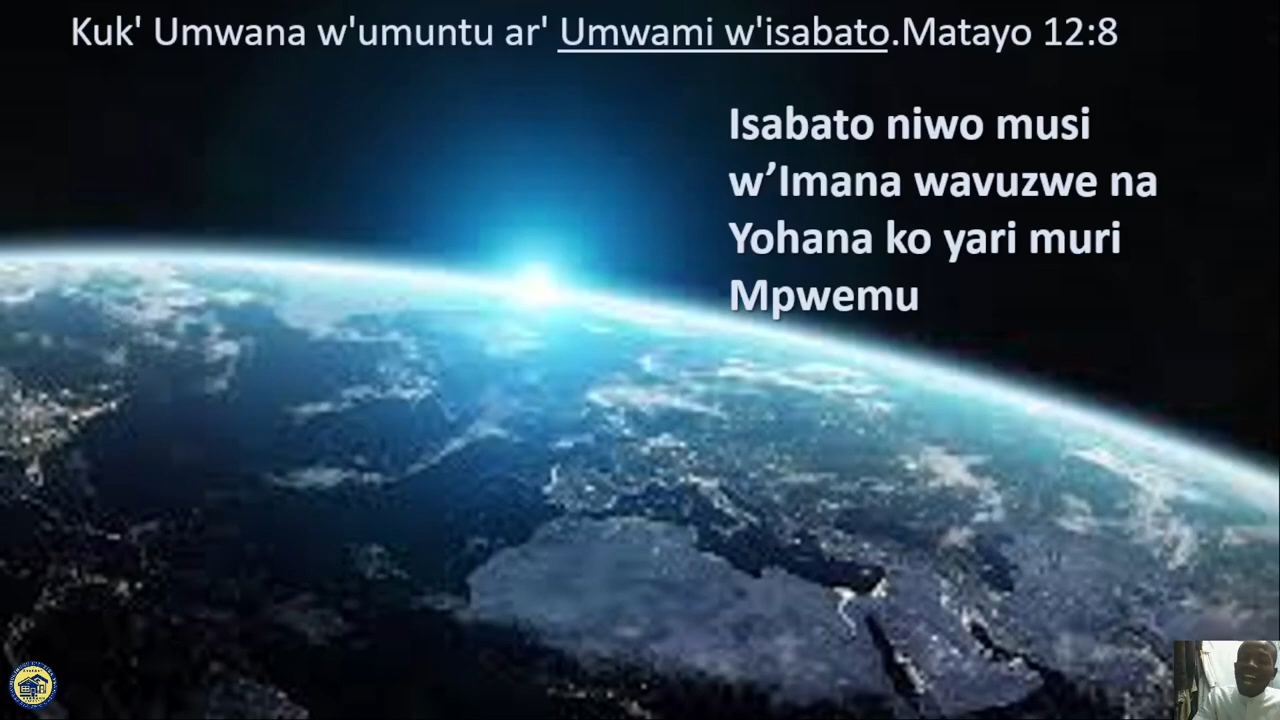 Kuk' Umwana w'umuntu ar' Umwami w'isabato.Matayo 12:8
Isabato niwo musi
w’Imana wavuzwe na
Yohana ko yari muri
Mpwemu